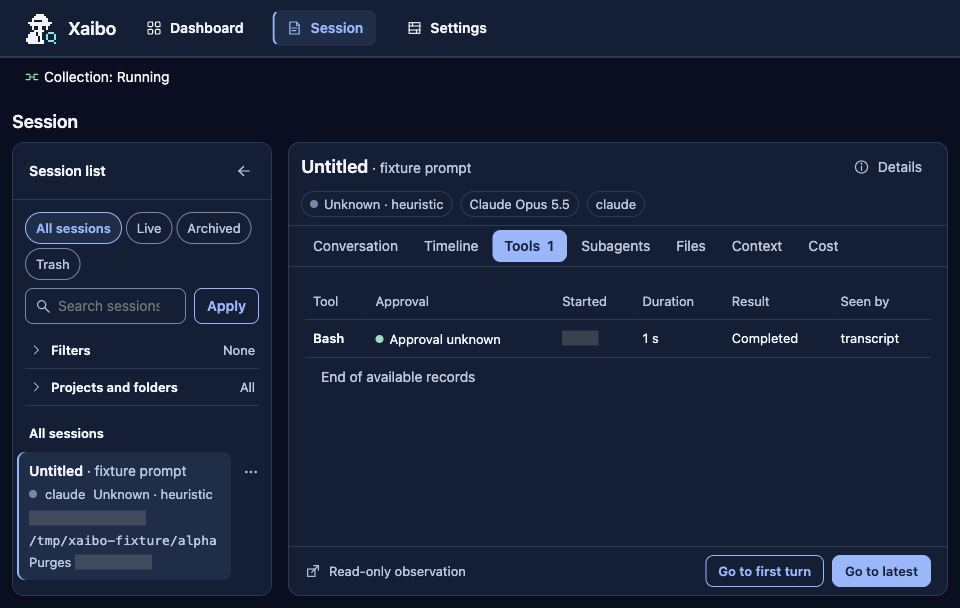 Xaibo
Dashboard
Session
Settings
Collection: Running
Session
Session list
All sessions
Live
Archived
Trash
Search sessions
Apply
Filters
None
Projects and folders
All
All sessions
Untitled · fixture prompt
claude Unknown · heuristic
/tmp/xaibo-fixture/alpha
Purges
Untitled · fixture prompt
Details
Unknown · heuristic
Claude Opus 5.5
claude
Conversation
Timeline
Tools 1
Subagents
Files
Context
Cost
Tool Approval Started Duration Result Seen by
Bash Approval unknown 1 s Completed transcript
End of available records
Read-only observation
Go to first turn
Go to latest